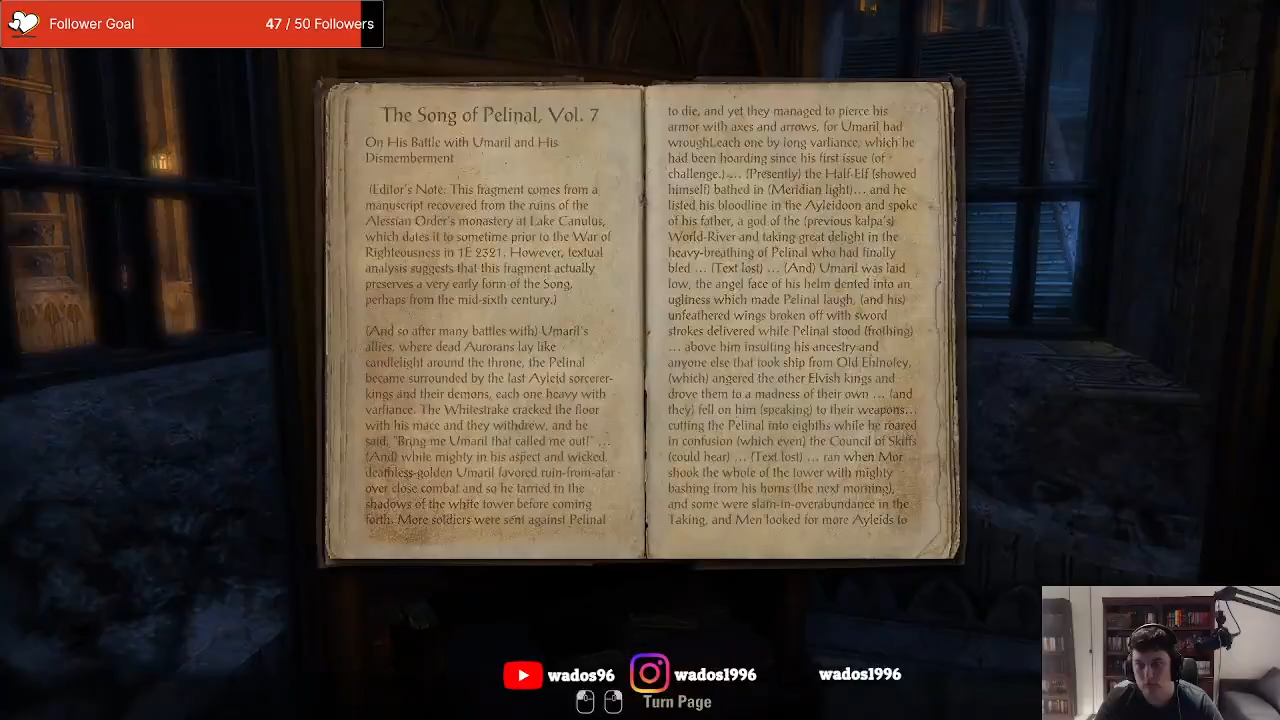 Follower Goal
47 / 50 Followers
The Song of Pelinal, Vol. 7
On His Battle with Umaril and His
Dismemberment
(Editor's Note: This fragment comes from a
manuscript recovered from the ruins of the
Alessian Order's monastery at Lake Canulus,
which dates it to sometime prior to the War of
Righteousness in 1E 2321. However, textual
analysis suggests that this fragment actually
preserves a very early form of the Song,
perhaps from the mid-sixth century.)
(And so after many battles with) Umaril's
allies, where dead Aurorans lay like
candlelight around the throne, the Pelinal
became surrounded by the last Ayleid sorcerer-
kings and their demons, each one heavy with
varliance. The Whitestrake cracked the floor
with his mace and they withdrew, and he
said, "Bring me Umaril that called me out!" ...
(And) while mighty in his aspect and wicked,
deathless-golden Umaril favored ruin-from-afar
over close combat and so he tarried in the
shadows of the white tower before coming
forth. More soldiers were sent against Pelinal
to die, and yet they managed to pierce his
armor with axes and arrows, for Umaril had
wrought each one by long varliance, which he
had been hoarding since his first issue (of
challenge.) ... (Presently) the Half-Elf (showed
himself) bathed in (Meridian light)... and he
listed his bloodline in the Ayleidoon and spoke
of his father, a god of the (previous kalpa's)
World-River and taking great delight in the
heavy-breathing of Pelinal who had finally
bled ... (Text lost) ... (And) Umaril was laid
low, the angel face of his helm dented into an
ugliness which made Pelinal laugh, (and his)
unfeathered wings broken off with sword
strokes delivered while Pelinal stood (frothing)
... above him insulting his ancestry and
anyone else that took ship from Old Ehlnofey,
(which) angered the other Elvish kings and
drove them to a madness of their own ... (and
they) fell on him (speaking) to their weapons...
cutting the Pelinal into eighths while he roared
in confusion (which even) the Council of Skiffs
(could hear) ... (Text lost) ... ran when Mor
shook the whole of the tower with mighty
bashing from his horns (the next morning),
and some were slain-in-overabundance in the
Taking, and Men looked for more Ayleids to
wados96
wados1996
wados1996
Turn Page